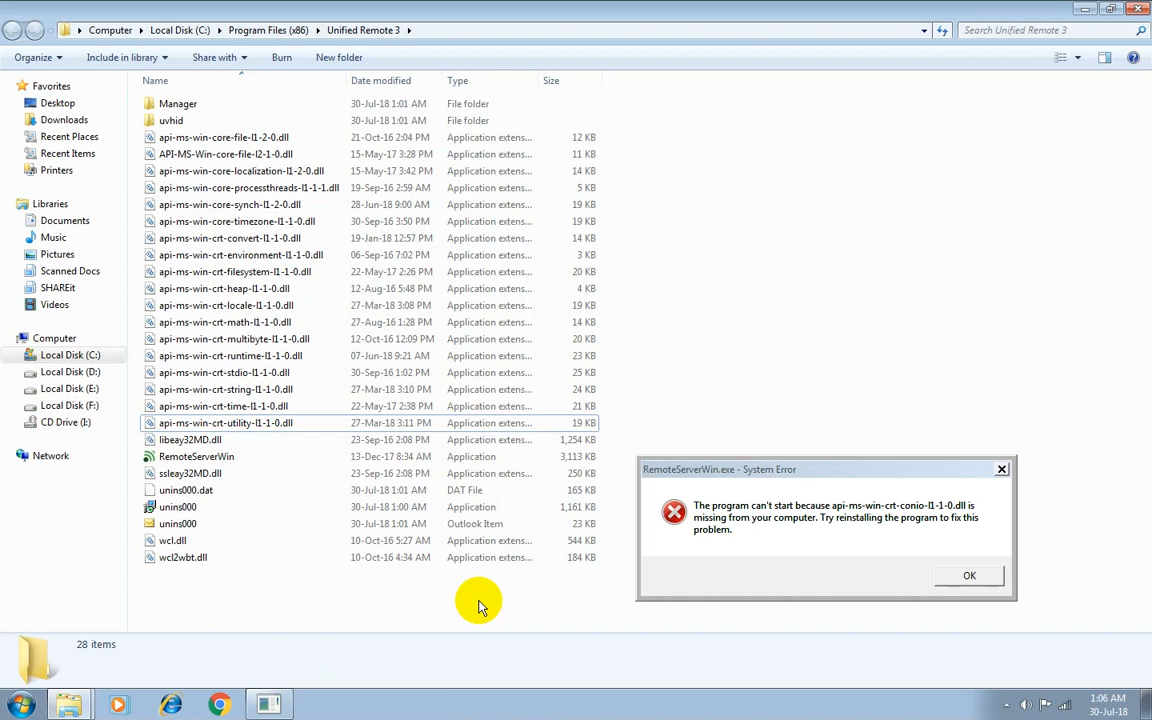 Computer Local Disk (C:) Program Files (x86) Unified Remote 3 Search Unified Remote 3
Organize Include in library Share with Burn New folder
Name Date modified Type Size
Favorites
Desktop
Downloads
Recent Places
Recent Items
Printers
Libraries
Documents
Music
Pictures
Scanned Docs
SHAREit
Videos
Computer
Local Disk (C:)
Local Disk (D:)
Local Disk (E:)
Local Disk (F:)
CD Drive (I:)
Network
Manager 30-Jul-18 1:01 AM File folder
uvhid 30-Jul-18 1:01 AM File folder
api-ms-win-core-file-l1-2-0.dll 21-Oct-16 2:04 PM Application extens... 12 KB
API-MS-Win-core-file-l2-1-0.dll 15-May-17 3:28 PM Application extens... 11 KB
api-ms-win-core-localization-l1-2-0.dll 15-May-17 3:42 PM Application extens... 14 KB
api-ms-win-core-processthreads-l1-1-1.dll 19-Sep-16 2:59 AM Application extens... 5 KB
api-ms-win-core-synch-l1-2-0.dll 28-Jun-18 9:00 AM Application extens... 19 KB
api-ms-win-core-timezone-l1-1-0.dll 30-Sep-16 3:50 PM Application extens... 19 KB
api-ms-win-crt-convert-l1-1-0.dll 19-Jan-18 12:57 PM Application extens... 14 KB
api-ms-win-crt-environment-l1-1-0.dll 06-Sep-16 7:02 PM Application extens... 3 KB
api-ms-win-crt-filesystem-l1-1-0.dll 22-May-17 2:26 PM Application extens... 20 KB
api-ms-win-crt-heap-l1-1-0.dll 12-Aug-16 5:48 PM Application extens... 4 KB
api-ms-win-crt-locale-l1-1-0.dll 27-Mar-18 3:08 PM Application extens... 19 KB
api-ms-win-crt-math-l1-1-0.dll 27-Aug-16 1:28 PM Application extens... 14 KB
api-ms-win-crt-multibyte-l1-1-0.dll 12-Oct-16 12:09 PM Application extens... 20 KB
api-ms-win-crt-runtime-l1-1-0.dll 07-Jun-18 9:21 AM Application extens... 23 KB
api-ms-win-crt-stdio-l1-1-0.dll 30-Sep-16 1:02 PM Application extens... 25 KB
api-ms-win-crt-string-l1-1-0.dll 27-Mar-18 3:10 PM Application extens... 24 KB
api-ms-win-crt-time-l1-1-0.dll 22-May-17 2:38 PM Application extens... 21 KB
api-ms-win-crt-utility-l1-1-0.dll 27-Mar-18 3:11 PM Application extens... 19 KB
libeay32MD.dll 23-Sep-16 2:08 PM Application extens... 1,254 KB
RemoteServerWin 13-Dec-17 8:34 AM Application 3,113 KB
ssleay32MD.dll 23-Sep-16 2:08 PM Application extens... 250 KB
unins000.dat 30-Jul-18 1:01 AM DAT File 165 KB
unins000 30-Jul-18 1:00 AM Application 1,161 KB
unins000 30-Jul-18 1:01 AM Outlook Item 23 KB
wcl.dll 10-Oct-16 5:27 AM Application extens... 544 KB
wcl2wbt.dll 10-Oct-16 4:34 AM Application extens... 184 KB
RemoteServerWin.exe - System Error
The program can't start because api-ms-win-crt-conio-l1-1-0.dll is
missing from your computer. Try reinstalling the program to fix this
problem.
OK
28 items
1:06 AM
30-Jul-18